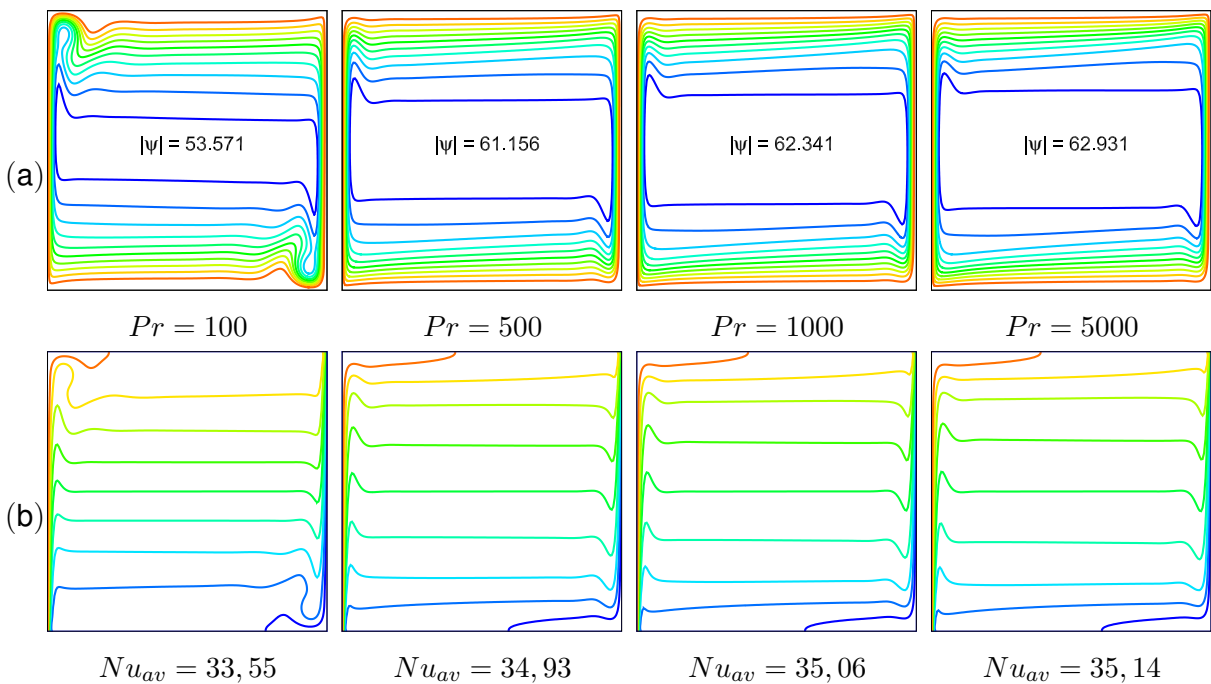 (a)
|ψ| = 53.571 |ψ| = 61.156 |ψ| = 62.341 |ψ| = 62.931
Pr = 100 Pr = 500 Pr = 1000 Pr = 5000
(b)
Nu_av = 33,55 Nu_av = 34,93 Nu_av = 35,06 Nu_av = 35,14